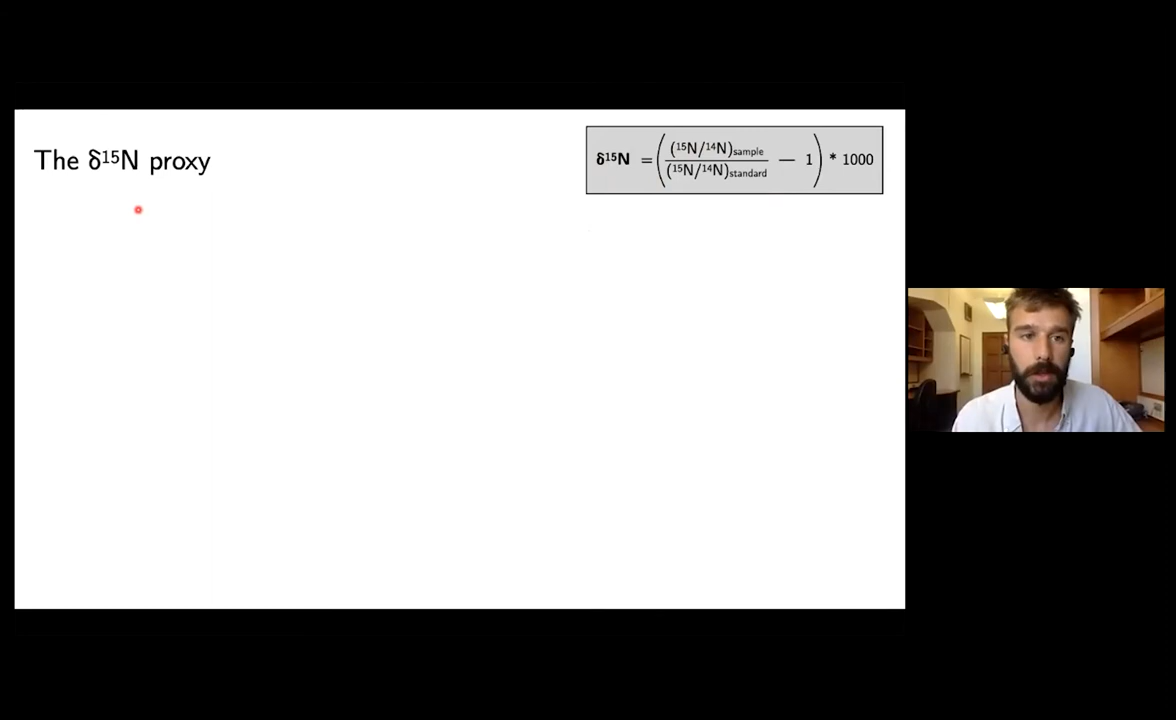 The δ¹⁵N proxy
δ¹⁵N = ( (¹⁵N/¹⁴N)sample / (¹⁵N/¹⁴N)standard — 1 ) * 1000